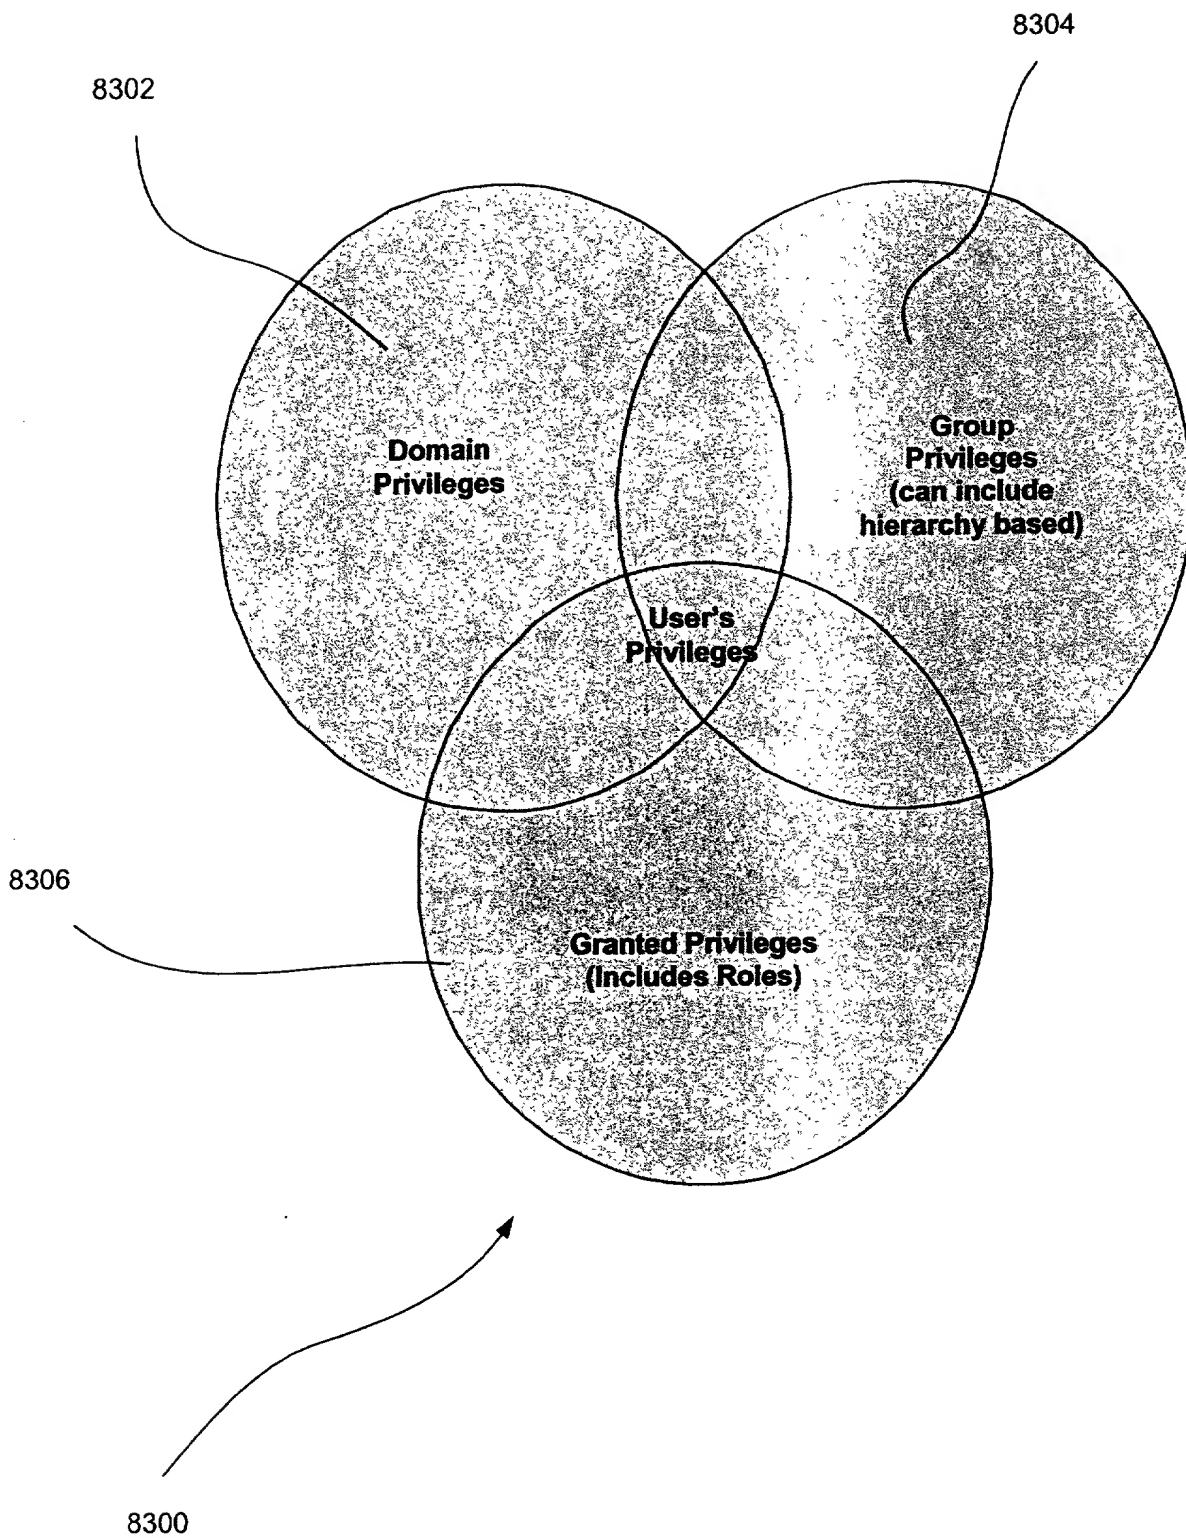 8304
8302
Domain
Privileges
Group
Privileges
(can include
hierarchy based)
User's
Privileges
8306
Granted Privileges
(Includes Roles)
8300